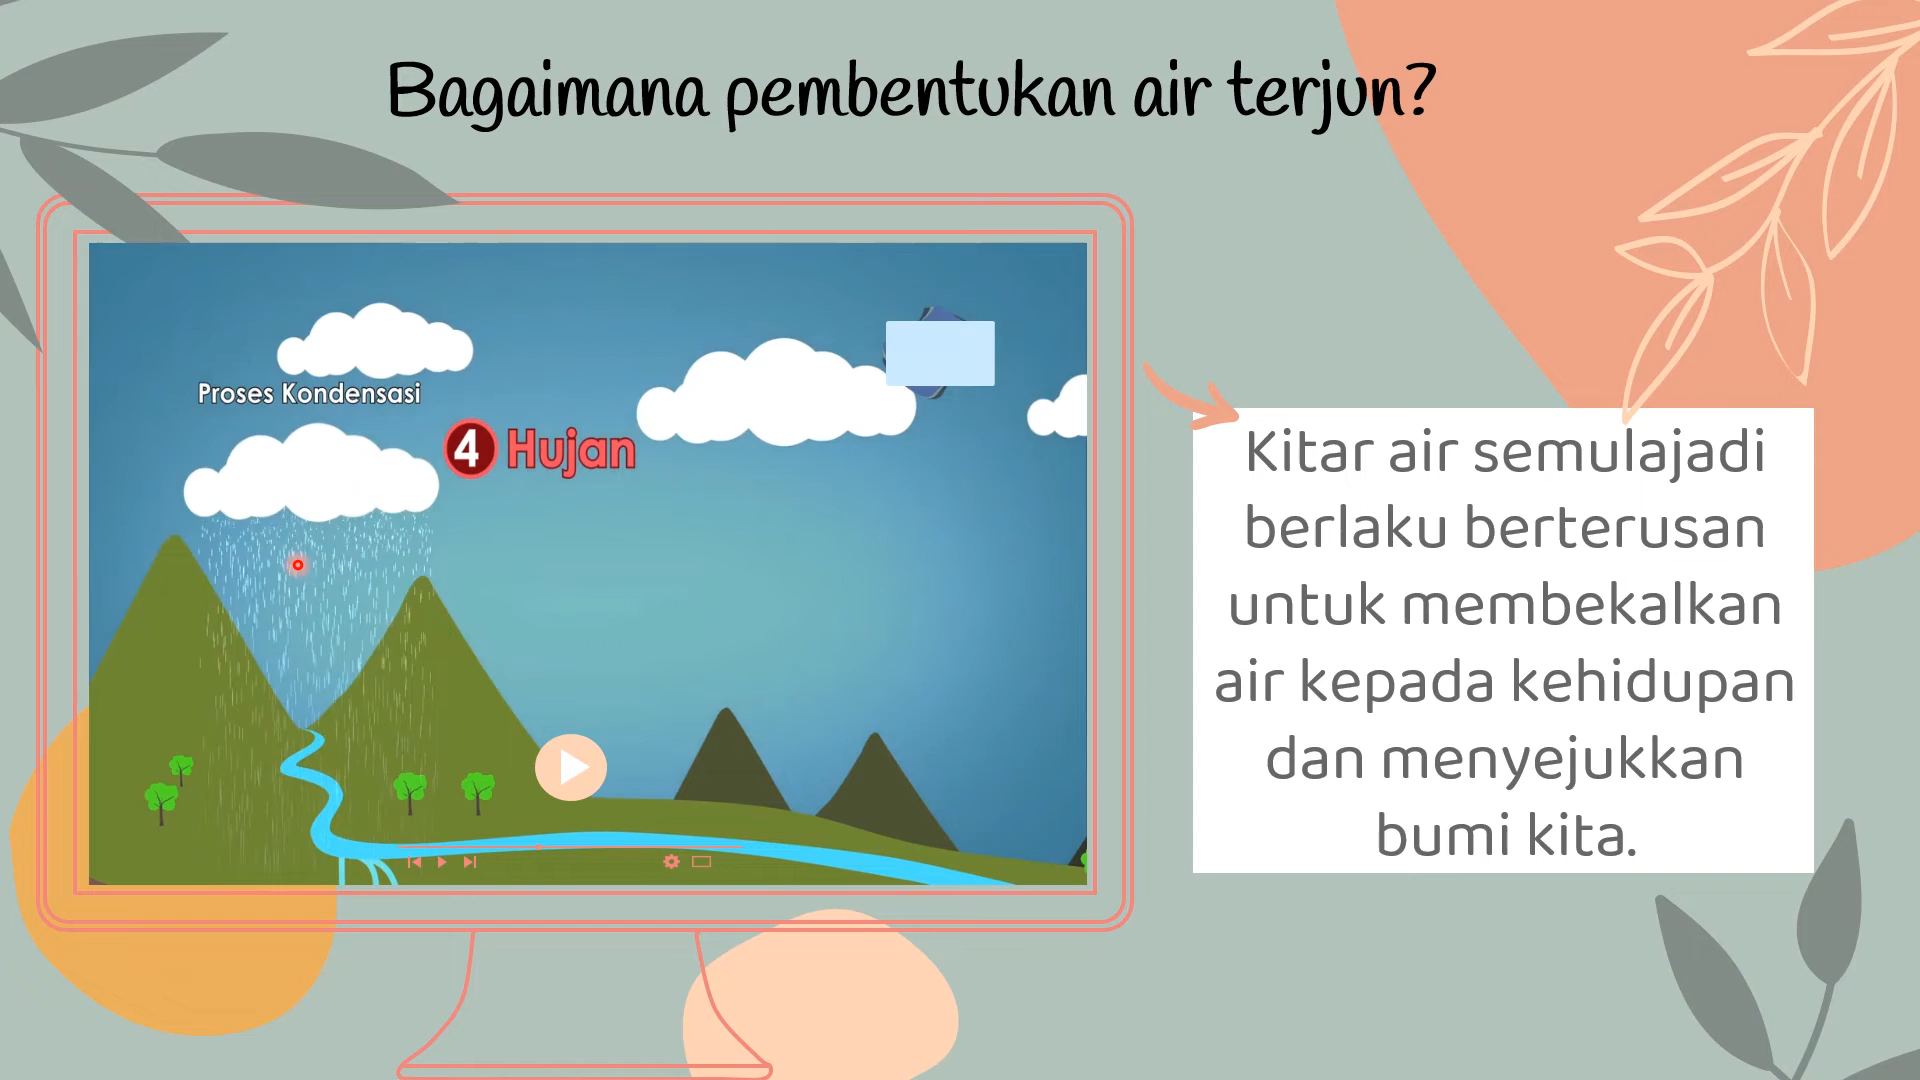 Bagaimana pembentukan air terjun?
Proses Kondensasi
4 Hujan
Kitar air semulajadi
berlaku berterusan
untuk membekalkan
air kepada kehidupan
dan menyejukkan
bumi kita.